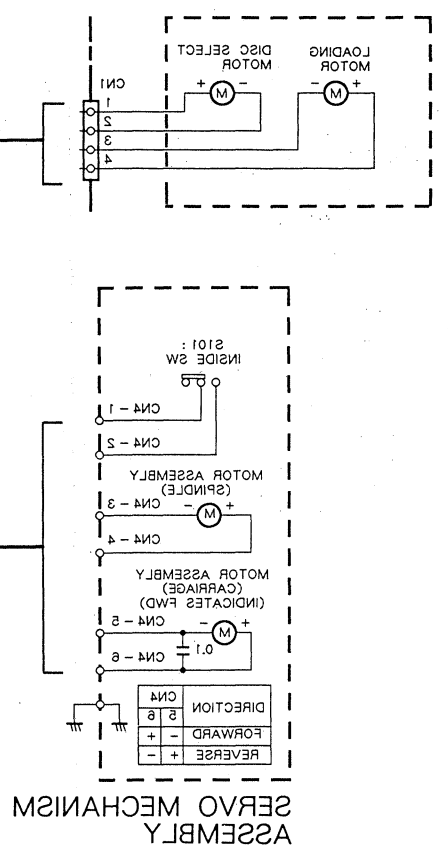 DISC SELECT
MOTOR
+ M -
LOADING
MOTOR
- M +
CN1
1
2
3
4
S101 :
INSIDE SW
CN4 - 1
CN4 - 2
MOTOR ASSEMBLY
(SPINDLE)
CN4 - 3
- M +
CN4 - 4
MOTOR ASSEMBLY
(CARRIAGE)
(INDICATES FWD)
CN4 - 5
- M +
0.1
CN4 - 6
DIRECTION CN4
5 6
FORWARD - +
REVERSE + -
SERVO MECHANISM
ASSEMBLY